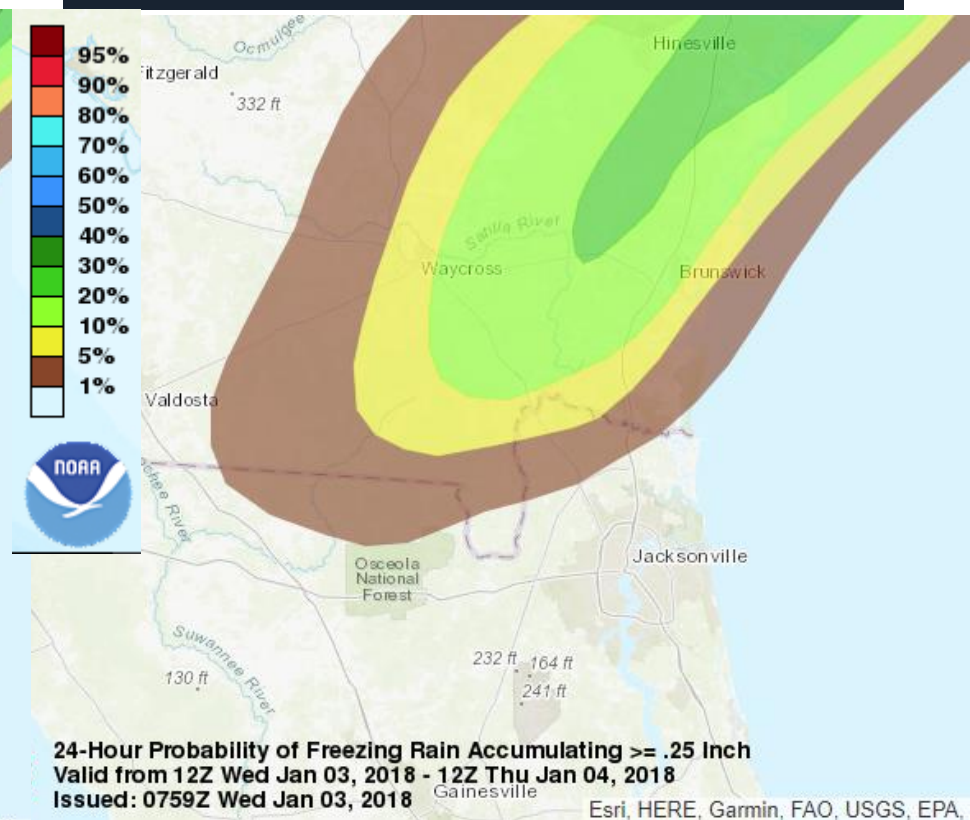 95%
90%
80%
70%
60%
50%
40%
30%
20%
10%
5%
1%
NOAA
Ocmulgee
Fitzgerald
332 ft
Hinesville
Satilla River
Waycross
Brunswick
Valdosta
chee River
Jacksonville
Osceola
National
Forest
Suwannee River
130 ft
232 ft
164 ft
241 ft
24-Hour Probability of Freezing Rain Accumulating >= .25 Inch
Valid from 12Z Wed Jan 03, 2018 - 12Z Thu Jan 04, 2018
Issued: 0759Z Wed Jan 03, 2018
Gainesville
Esri, HERE, Garmin, FAO, USGS, EPA,